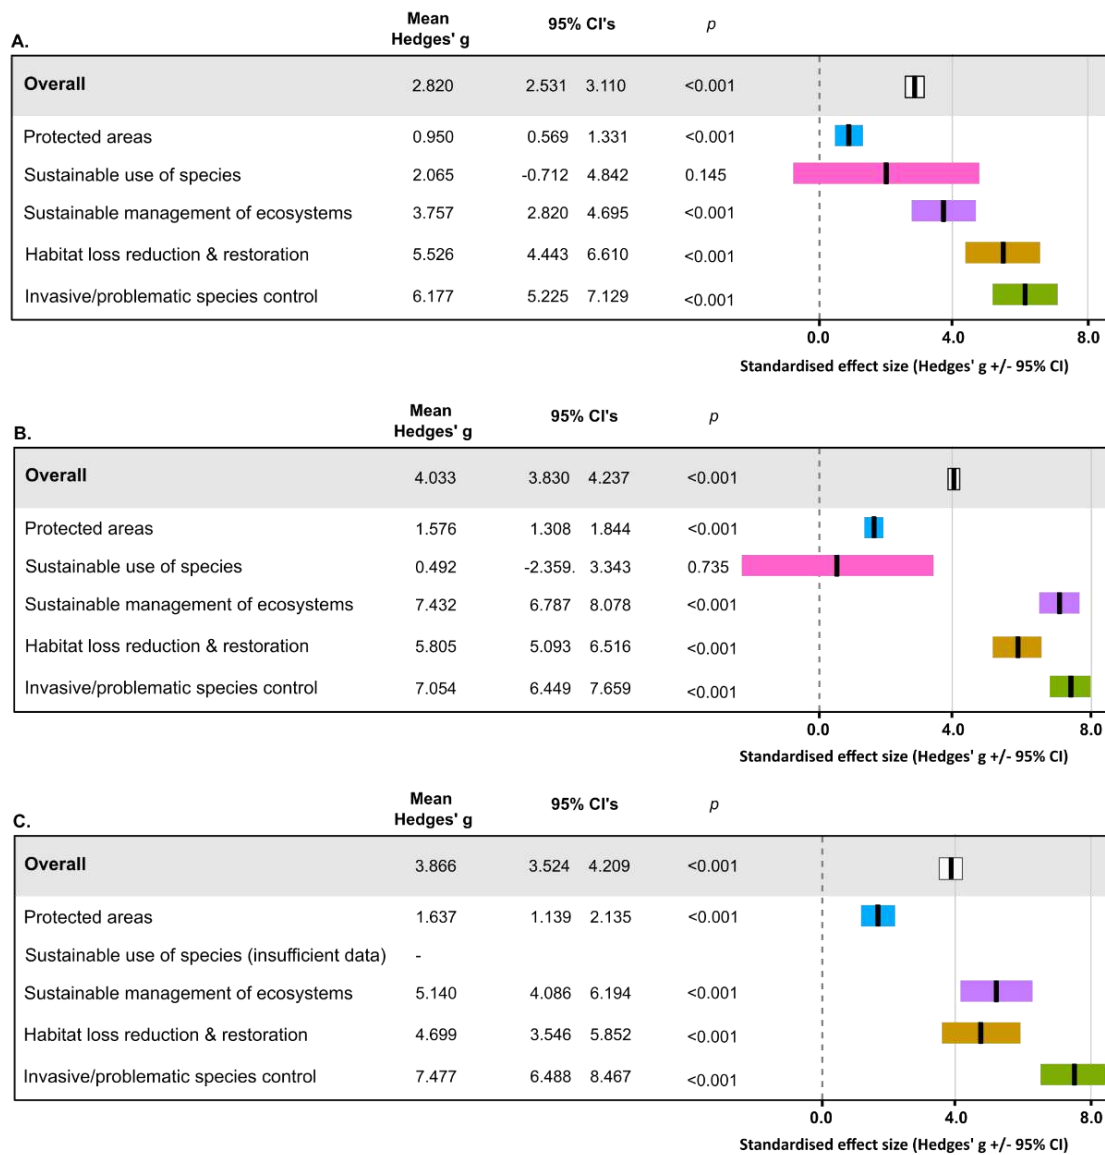 A.
Mean Hedges' g 95% CI's p
Overall 2.820 2.531 3.110 <0.001
Protected areas 0.950 0.569 1.331 <0.001
Sustainable use of species 2.065 -0.712 4.842 0.145
Sustainable management of ecosystems 3.757 2.820 4.695 <0.001
Habitat loss reduction & restoration 5.526 4.443 6.610 <0.001
Invasive/problematic species control 6.177 5.225 7.129 <0.001
0.0 4.0 8.0
Standardised effect size (Hedges' g +/- 95% CI)
B.
Mean Hedges' g 95% CI's p
Overall 4.033 3.830 4.237 <0.001
Protected areas 1.576 1.308 1.844 <0.001
Sustainable use of species 0.492 -2.359. 3.343 0.735
Sustainable management of ecosystems 7.432 6.787 8.078 <0.001
Habitat loss reduction & restoration 5.805 5.093 6.516 <0.001
Invasive/problematic species control 7.054 6.449 7.659 <0.001
0.0 4.0 8.0
Standardised effect size (Hedges' g +/- 95% CI)
C.
Mean Hedges' g 95% CI's p
Overall 3.866 3.524 4.209 <0.001
Protected areas 1.637 1.139 2.135 <0.001
Sustainable use of species (insufficient data) -
Sustainable management of ecosystems 5.140 4.086 6.194 <0.001
Habitat loss reduction & restoration 4.699 3.546 5.852 <0.001
Invasive/problematic species control 7.477 6.488 8.467 <0.001
0.0 4.0 8.0
Standardised effect size (Hedges' g +/- 95% CI)